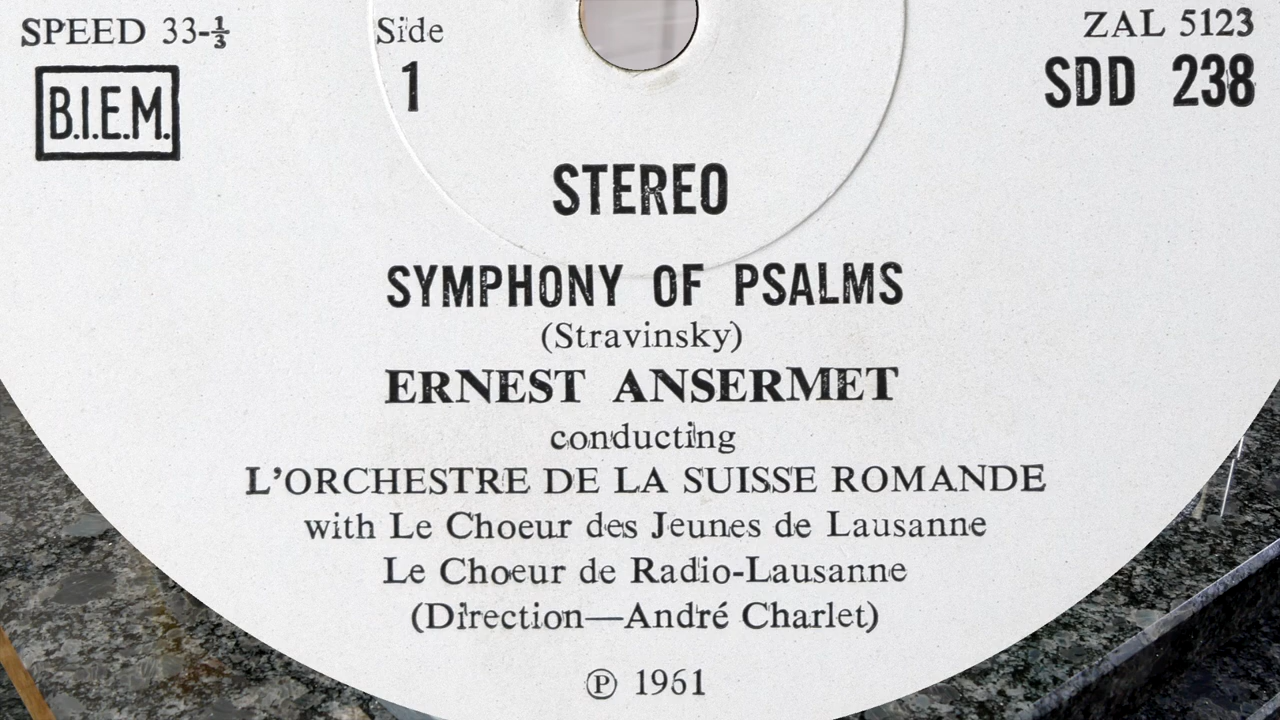 SPEED 33-⅓
Side
1
ZAL 5123
SDD 238
B.I.E.M.
STEREO
SYMPHONY OF PSALMS
(Stravinsky)
ERNEST ANSERMET
conducting
L'ORCHESTRE DE LA SUISSE ROMANDE
with Le Choeur des Jeunes de Lausanne
Le Choeur de Radio-Lausanne
(Direction—André Charlet)
℗ 1961